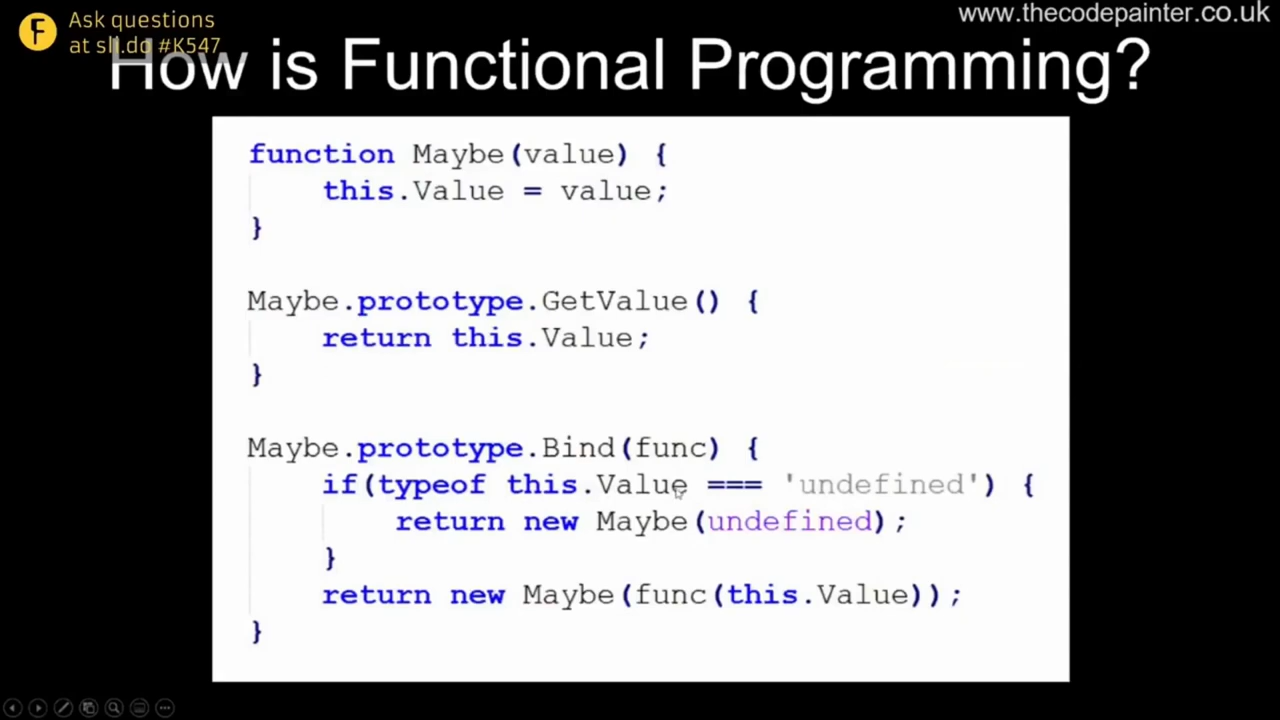 Ask questions
at sli.do #K547
www.thecodepainter.co.uk
How is Functional Programming?
function Maybe(value) {
this.Value = value;
}
Maybe.prototype.GetValue() {
return this.Value;
}
Maybe.prototype.Bind(func) {
if(typeof this.Value === 'undefined') {
return new Maybe(undefined);
}
return new Maybe(func(this.Value));
}